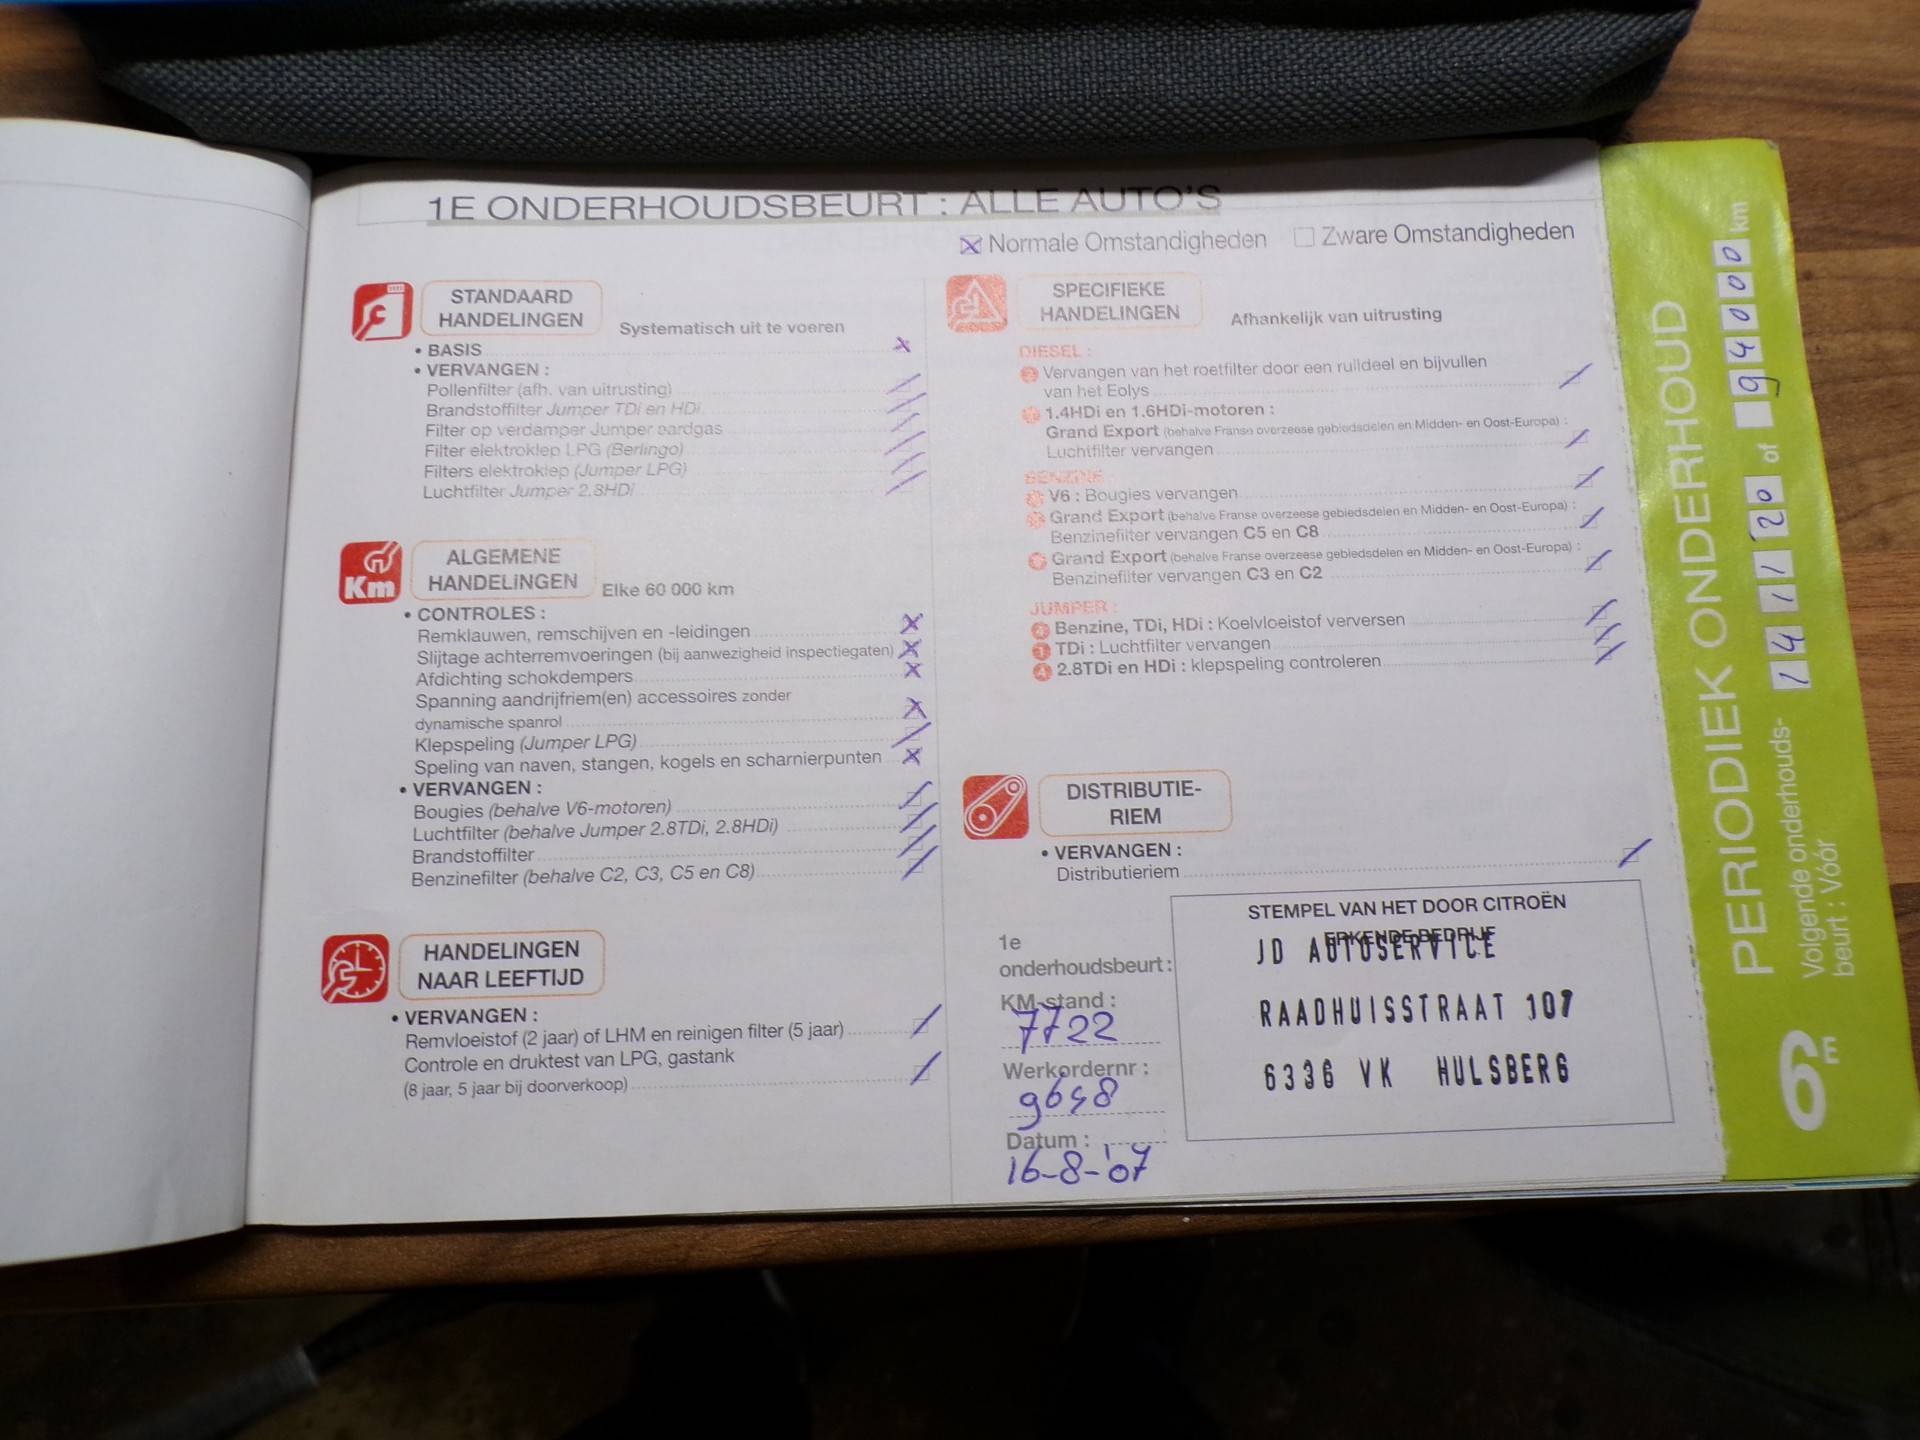 1E ONDERHOUDSBEURT : ALLE AUTO'S
Normale Omstandigheden Zware Omstandigheden
STANDAARD
HANDELINGEN
Systematisch uit te voeren
• BASIS
• VERVANGEN :
Pollenfilter (afh. van uitrusting)
Brandstoffilter Jumper TDi en HDi
Filter op verdamper Jumper aardgas
Filter elektroklep LPG (Berlingo)
Filters elektroklep (Jumper LPG)
Luchtfilter Jumper 2.8HDi
Km
ALGEMENE
HANDELINGEN
Elke 60 000 km
• CONTROLES :
Remklauwen, remschijven en -leidingen
Slijtage achterremvoeringen (bij aanwezigheid inspectiegaten)
Afdichting schokdempers
Spanning aandrijfriem(en) accessoires zonder
dynamische spanrol
Klepspeling (Jumper LPG)
Speling van naven, stangen, kogels en scharnierpunten
• VERVANGEN :
Bougies (behalve V6-motoren)
Luchtfilter (behalve Jumper 2.8TDi, 2.8HDi)
Brandstoffilter
Benzinefilter (behalve C2, C3, C5 en C8)
HANDELINGEN
NAAR LEEFTIJD
• VERVANGEN :
Remvloeistof (2 jaar) of LHM en reinigen filter (5 jaar)
Controle en druktest van LPG, gastank
(8 jaar, 5 jaar bij doorverkoop)
SPECIFIEKE
HANDELINGEN
Afhankelijk van uitrusting
DIESEL :
Vervangen van het roetfilter door een ruildeel en bijvullen
van het Eolys
1.4HDi en 1.6HDi-motoren :
Grand Export (behalve Franse overzeese gebiedsdelen en Midden- en Oost-Europa) :
Luchtfilter vervangen
BENZINE :
V6 : Bougies vervangen
Grand Export (behalve Franse overzeese gebiedsdelen en Midden- en Oost-Europa) :
Benzinefilter vervangen C5 en C8
Grand Export (behalve Franse overzeese gebiedsdelen en Midden- en Oost-Europa) :
Benzinefilter vervangen C3 en C2
JUMPER :
Benzine, TDi, HDi : Koelvloeistof verversen
TDi : Luchtfilter vervangen
2.8TDi en HDi : klepspeling controleren
DISTRIBUTIE-
RIEM
• VERVANGEN :
Distributieriem
1e
onderhoudsbeurt :
KM-stand :
7722
Werkordernr :
9698
Datum :
16-8-'07
STEMPEL VAN HET DOOR CITROËN
ERKENDE BEDRIJF
JD AUTOSERVICE
RAADHUISSTRAAT 107
6336 VK HULSBERG
6E PERIODIEK ONDERHOUD
Volgende onderhouds-
beurt : Vóór
14 11 20 of 94000 km